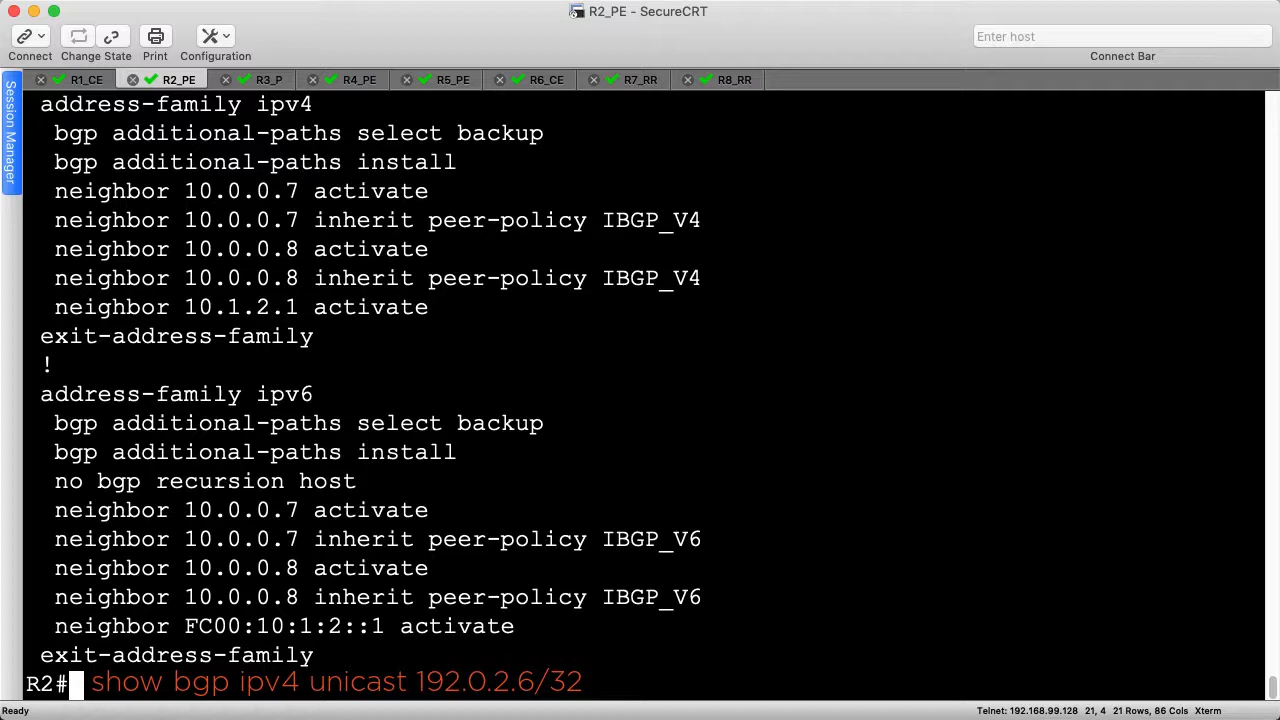 R2_PE - SecureCRT
Enter host
Connect Change State Print Configuration Connect Bar
R1_CE R2_PE R3_P R4_PE R5_PE R6_CE R7_RR R8_RR
Session Manager
address-family ipv4
bgp additional-paths select backup
bgp additional-paths install
neighbor 10.0.0.7 activate
neighbor 10.0.0.7 inherit peer-policy IBGP_V4
neighbor 10.0.0.8 activate
neighbor 10.0.0.8 inherit peer-policy IBGP_V4
neighbor 10.1.2.1 activate
exit-address-family
!
address-family ipv6
bgp additional-paths select backup
bgp additional-paths install
no bgp recursion host
neighbor 10.0.0.7 activate
neighbor 10.0.0.7 inherit peer-policy IBGP_V6
neighbor 10.0.0.8 activate
neighbor 10.0.0.8 inherit peer-policy IBGP_V6
neighbor FC00:10:1:2::1 activate
exit-address-family
R2# show bgp ipv4 unicast 192.0.2.6/32
Ready Telnet: 192.168.99.128 21, 4 21 Rows, 86 Cols Xterm